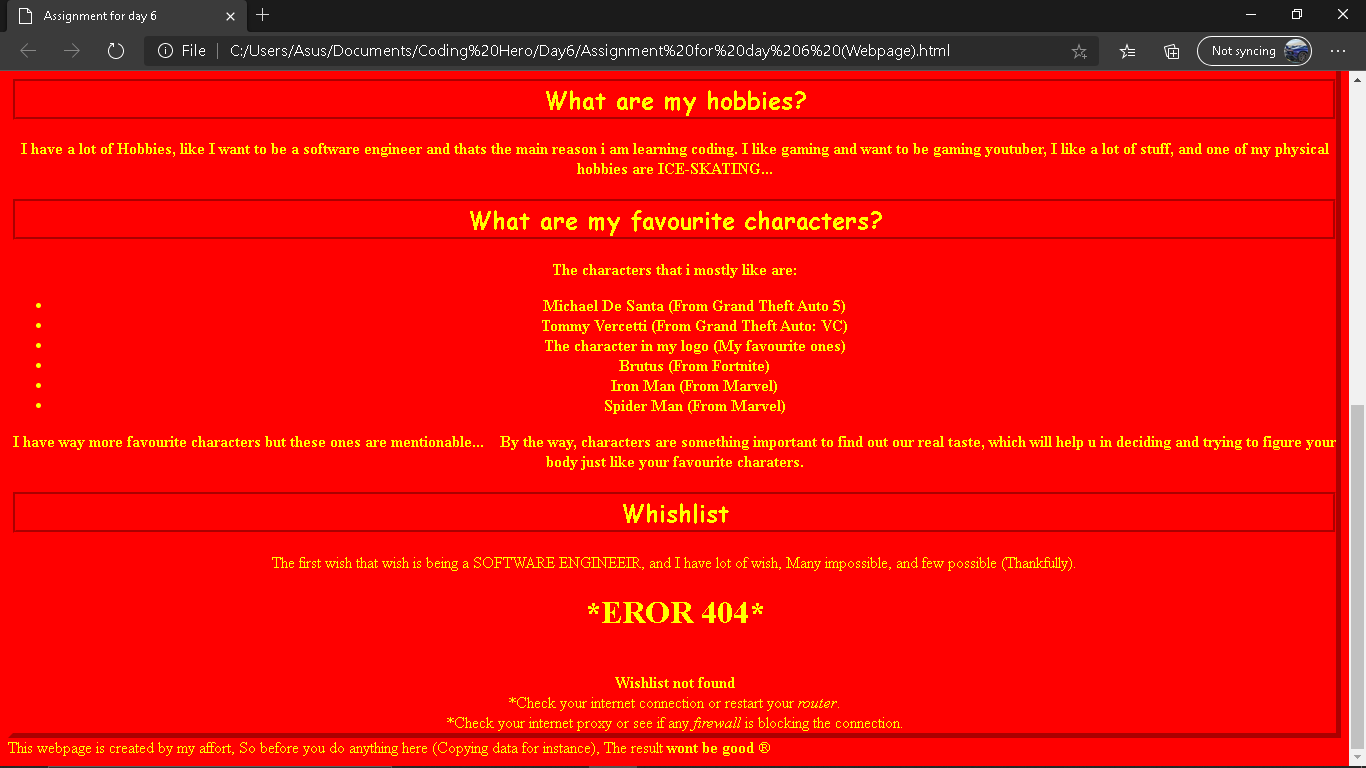 Assignment for day 6
File
C:/Users/Asus/Documents/Coding%20Hero/Day6/Assignment%20for%20day%206%20(Webpage).html
Not syncing
What are my hobbies?
I have a lot of Hobbies, like I want to be a software engineer and thats the main reason i am learning coding. I like gaming and want to be gaming youtuber, I like a lot of stuff, and one of my physical
hobbies are ICE-SKATING...
What are my favourite characters?
The characters that i mostly like are:
• Michael De Santa (From Grand Theft Auto 5)
• Tommy Vercetti (From Grand Theft Auto: VC)
• The character in my logo (My favourite ones)
• Brutus (From Fortnite)
• Iron Man (From Marvel)
• Spider Man (From Marvel)
I have way more favourite characters but these ones are mentionable... By the way, characters are something important to find out our real taste, which will help u in deciding and trying to figure your
body just like your favourite charaters.
Whishlist
The first wish that wish is being a SOFTWARE ENGINEEIR, and I have lot of wish, Many impossible, and few possible (Thankfully).
*EROR 404*
Wishlist not found
*Check your internet connection or restart your router.
*Check your internet proxy or see if any firewall is blocking the connection.
This webpage is created by my affort, So before you do anything here (Copying data for instance), The result wont be good ®